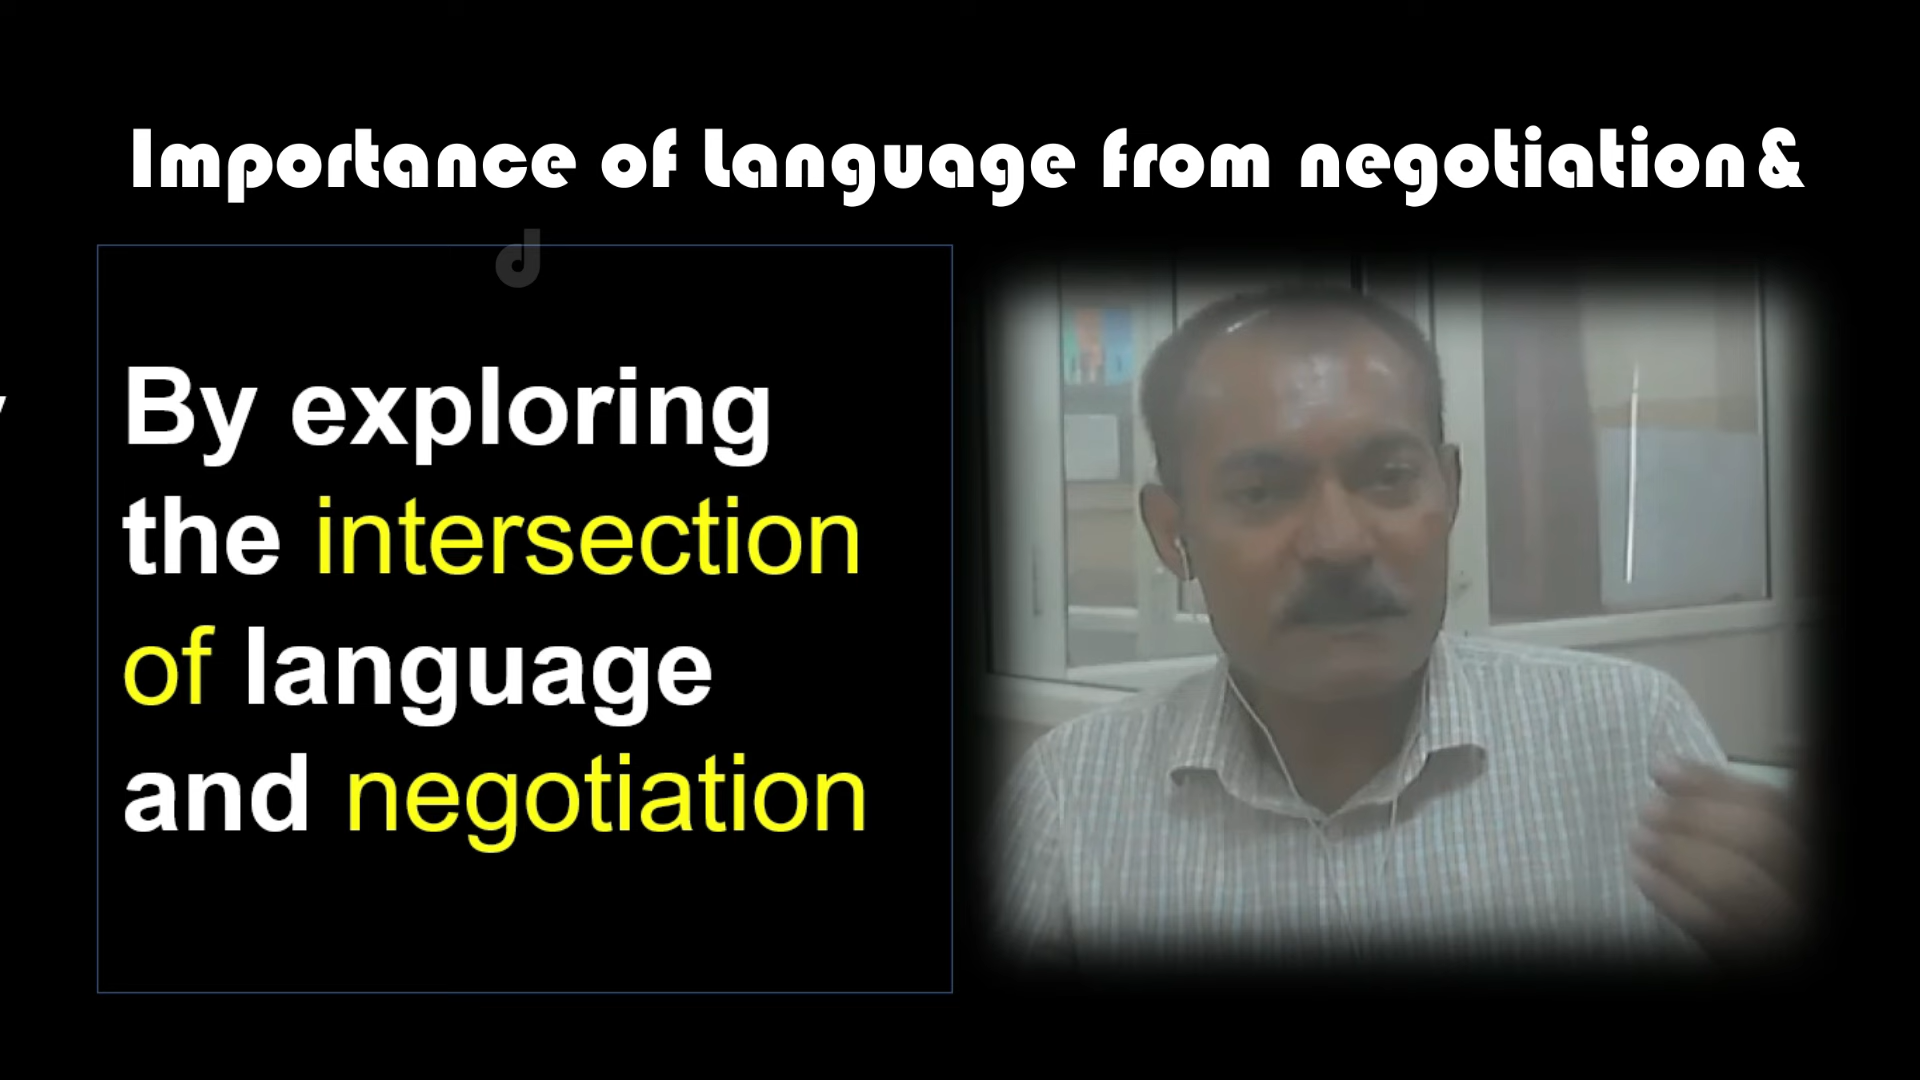 Importance of Language from negotiation &
d
By exploring
the intersection
of language
and negotiation